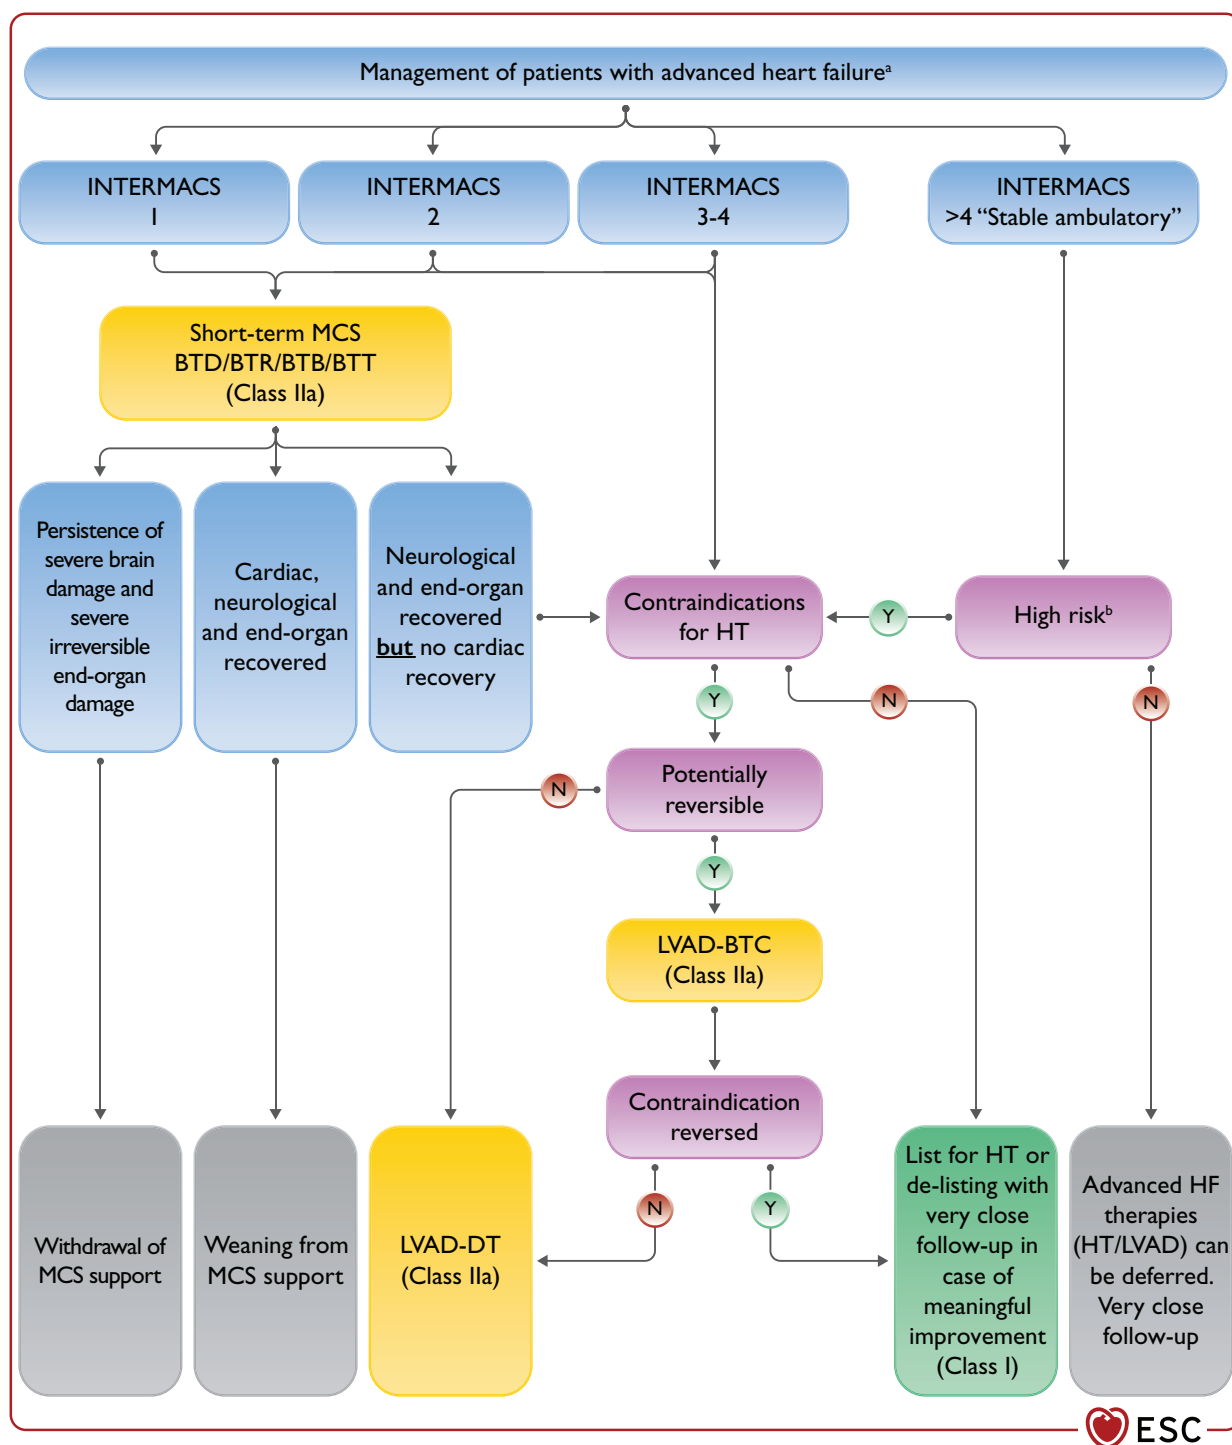 Management of patients with advanced heart failureᵃ
INTERMACS
1
INTERMACS
2
INTERMACS
3-4
INTERMACS
>4 “Stable ambulatory”
Short-term MCS
BTD/BTR/BTB/BTT
(Class IIa)
Persistence of
severe brain
damage and
severe
irreversible
end-organ
damage
Cardiac,
neurological
and end-organ
recovered
Neurological
and end-organ
recovered
but no cardiac
recovery
Contraindications
for HT
Y
High riskᵇ
Y
N
N
Potentially
reversible
N
Y
LVAD-BTC
(Class IIa)
Contraindication
reversed
N
Y
Withdrawal of
MCS support
Weaning from
MCS support
LVAD-DT
(Class IIa)
List for HT or
de-listing with
very close
follow-up in
case of
meaningful
improvement
(Class I)
Advanced HF
therapies
(HT/LVAD) can
be deferred.
Very close
follow-up
ESC